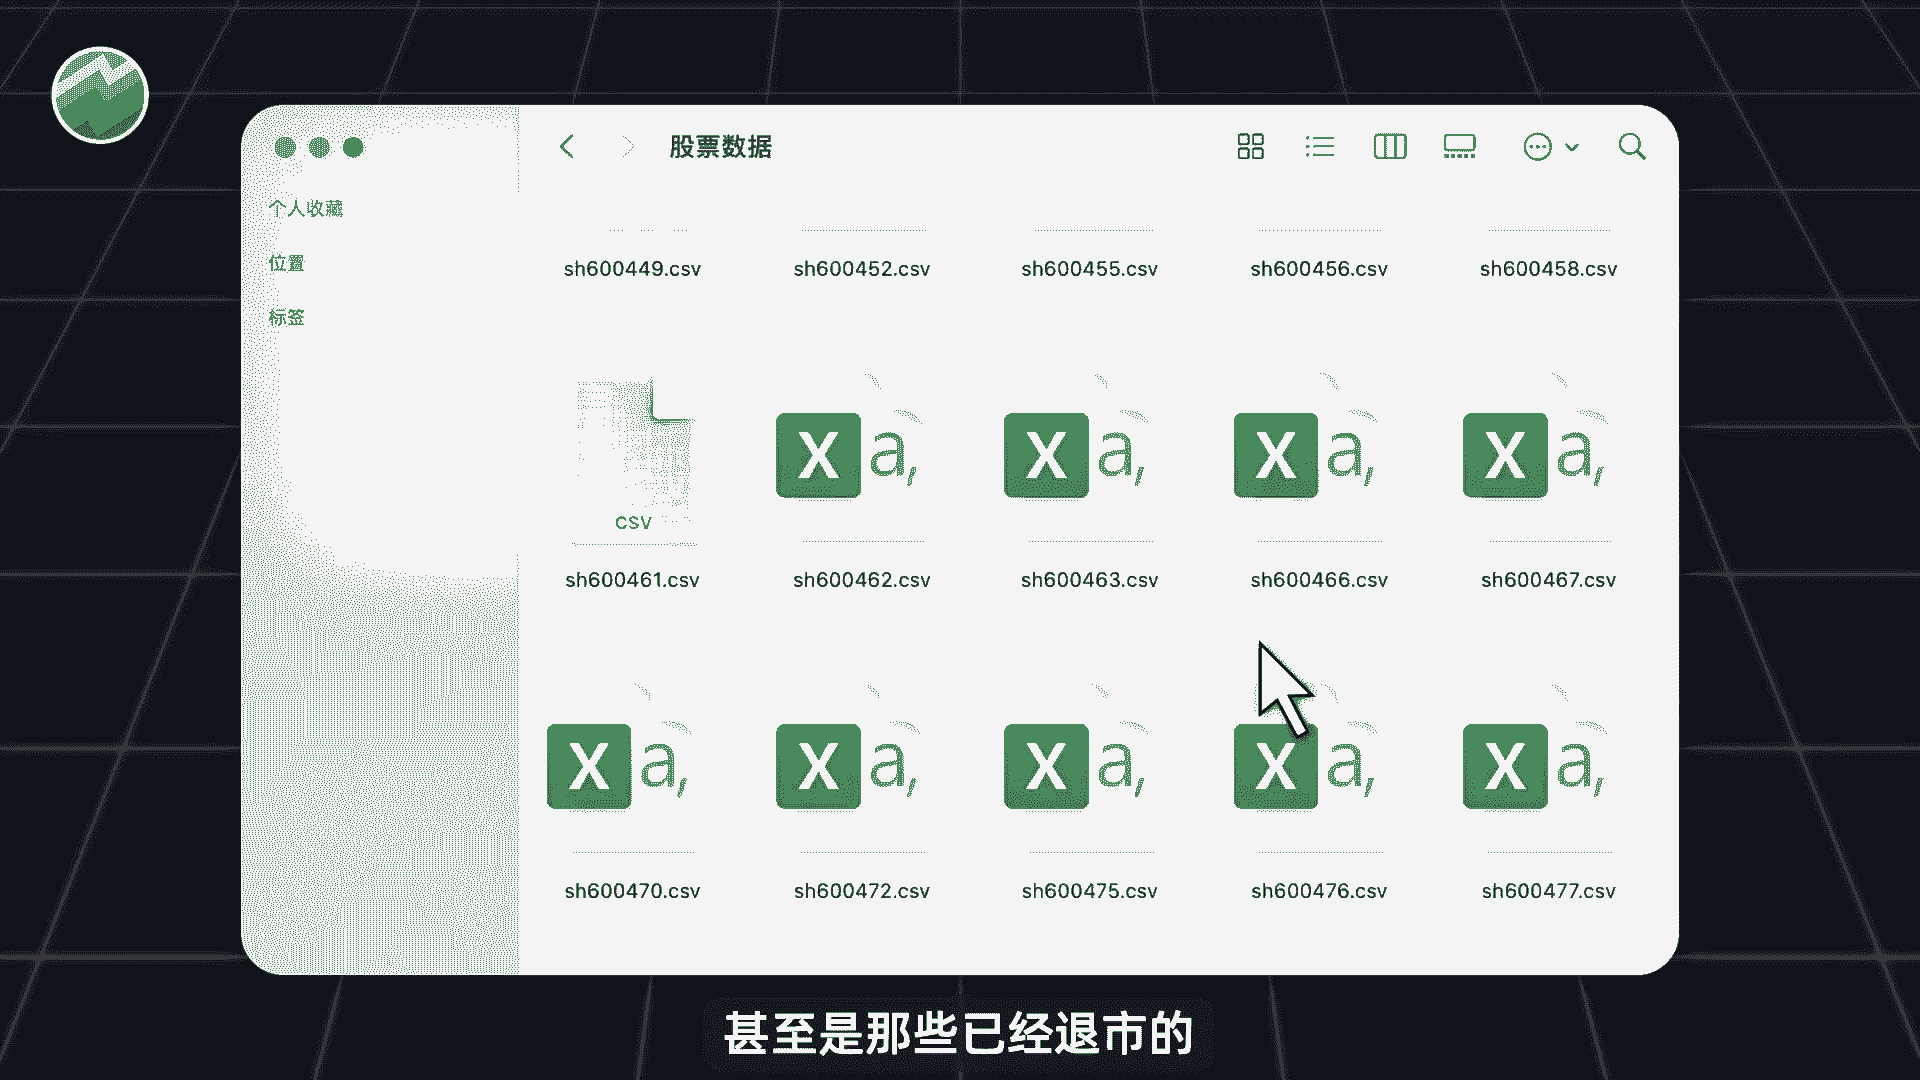 股票数据
个人收藏
位置
标签
sh600449.csv sh600452.csv sh600455.csv sh600456.csv sh600458.csv
CSV
X a, X a, X a, X a,
sh600461.csv sh600462.csv sh600463.csv sh600466.csv sh600467.csv
X a, X a, X a, X a, X a,
sh600470.csv sh600472.csv sh600475.csv sh600476.csv sh600477.csv
甚至是那些已经退市的